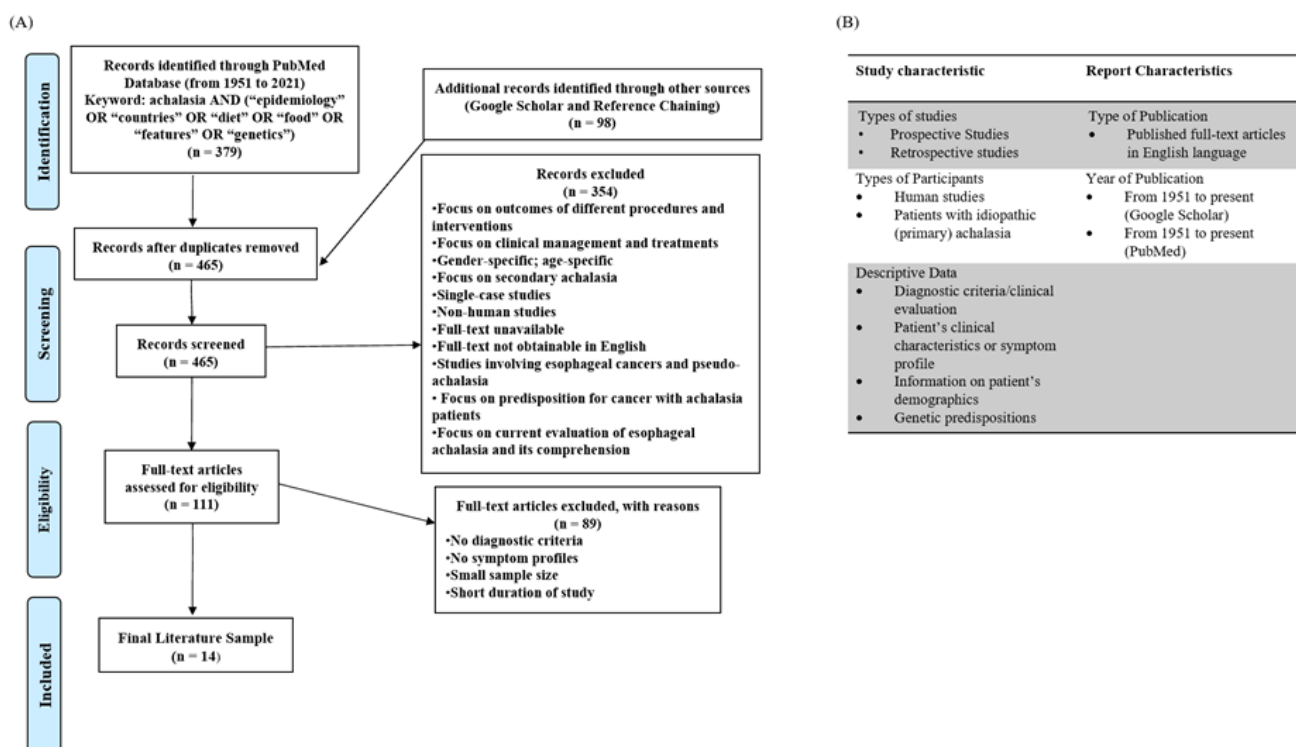 (A)
Identification
Records identified through PubMed
Database (from 1951 to 2021)
Keyword: achalasia AND (“epidemiology”
OR “countries” OR “diet” OR “food” OR
“features” OR “genetics”)
(n = 379)
Additional records identified through other sources
(Google Scholar and Reference Chaining)
(n = 98)
Screening
Records after duplicates removed
(n = 465)
Records screened
(n = 465)
Records excluded
(n = 354)
•Focus on outcomes of different procedures and
interventions
•Focus on clinical management and treatments
•Gender-specific; age-specific
•Focus on secondary achalasia
•Single-case studies
•Non-human studies
•Full-text unavailable
•Full-text not obtainable in English
•Studies involving esophageal cancers and pseudo-
achalasia
• Focus on predisposition for cancer with achalasia
patients
•Focus on current evaluation of esophageal
achalasia and its comprehension
Eligibility
Full-text articles
assessed for eligibility
(n = 111)
Full-text articles excluded, with reasons
(n = 89)
•No diagnostic criteria
•No symptom profiles
•Small sample size
•Short duration of study
Included
Final Literature Sample
(n = 14)
(B)
Study characteristic
Report Characteristics
Types of studies
• Prospective Studies
• Retrospective studies
Type of Publication
• Published full-text articles
in English language
Types of Participants
• Human studies
• Patients with idiopathic
(primary) achalasia
Year of Publication
• From 1951 to present
(Google Scholar)
• From 1951 to present
(PubMed)
Descriptive Data
• Diagnostic criteria/clinical
evaluation
• Patient’s clinical
characteristics or symptom
profile
• Information on patient’s
demographics
• Genetic predispositions